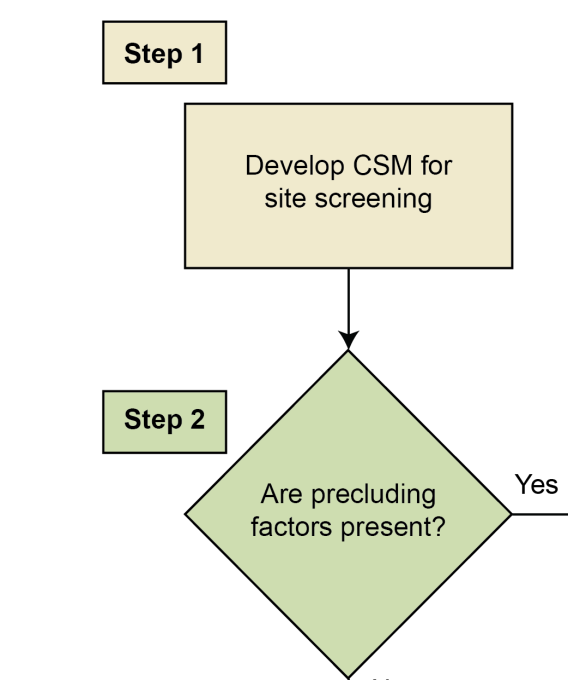 Step 1
Develop CSM for
site screening
Step 2
Are precluding
factors present?
Yes